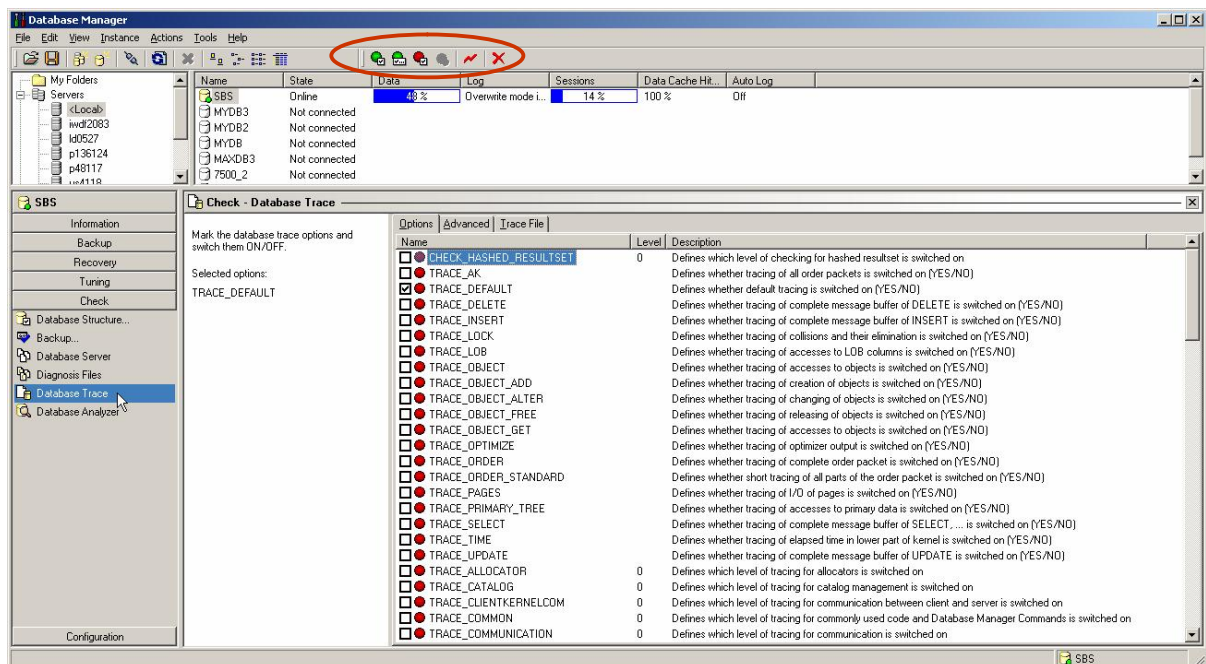 Database Manager
File Edit View Instance Actions Tools Help
My Folders
Servers
<Local>
iwdf2083
ld0527
p136124
p48117
us4118
Name State Data Log Sessions Data Cache Hit... Auto Log
SBS Online 48 % Overwrite mode i... 14 % 100 % Off
MYDB3 Not connected
MYDB2 Not connected
MYDB Not connected
MAXDB3 Not connected
7500_2 Not connected
SBS
Information
Backup
Recovery
Tuning
Check
Database Structure...
Backup...
Database Server
Diagnosis Files
Database Trace
Database Analyzer
Configuration
Check - Database Trace
Mark the database trace options and
switch them ON/OFF.
Selected options:
TRACE_DEFAULT
Options Advanced Trace File
Name Level Description
CHECK_HASHED_RESULTSET 0 Defines which level of checking for hashed resultset is switched on
TRACE_AK Defines whether tracing of all order packets is switched on (YES/NO)
TRACE_DEFAULT Defines whether default tracing is switched on (YES/NO)
TRACE_DELETE Defines whether tracing of complete message buffer of DELETE is switched on (YES/NO)
TRACE_INSERT Defines whether tracing of complete message buffer of INSERT is switched on (YES/NO)
TRACE_LOCK Defines whether tracing of collisions and their elimination is switched on (YES/NO)
TRACE_LOB Defines whether tracing of accesses to LOB columns is switched on (YES/NO)
TRACE_OBJECT Defines whether tracing of accesses to objects is switched on (YES/NO)
TRACE_OBJECT_ADD Defines whether tracing of creation of objects is switched on (YES/NO)
TRACE_OBJECT_ALTER Defines whether tracing of changing of objects is switched on (YES/NO)
TRACE_OBJECT_FREE Defines whether tracing of releasing of objects is switched on (YES/NO)
TRACE_OBJECT_GET Defines whether tracing of accesses to objects is switched on (YES/NO)
TRACE_OPTIMIZE Defines whether tracing of optimizer output is switched on (YES/NO)
TRACE_ORDER Defines whether tracing of complete order packet is switched on (YES/NO)
TRACE_ORDER_STANDARD Defines whether short tracing of all parts of the order packet is switched on (YES/NO)
TRACE_PAGES Defines whether tracing of I/O of pages is switched on (YES/NO)
TRACE_PRIMARY_TREE Defines whether tracing of accesses to primary data is switched on (YES/NO)
TRACE_SELECT Defines whether tracing of complete message buffer of SELECT, ... is switched on (YES/NO)
TRACE_TIME Defines whether tracing of elapsed time in lower part of kernel is switched on (YES/NO)
TRACE_UPDATE Defines whether tracing of complete message buffer of UPDATE is switched on (YES/NO)
TRACE_ALLOCATOR 0 Defines which level of tracing for allocators is switched on
TRACE_CATALOG 0 Defines which level of tracing for catalog management is switched on
TRACE_CLIENTKERNELCOM 0 Defines which level of tracing for communication between client and server is switched on
TRACE_COMMON 0 Defines which level of tracing for commonly used code and Database Manager Commands is switched on
TRACE_COMMUNICATION 0 Defines which level of tracing for communication is switched on
SBS